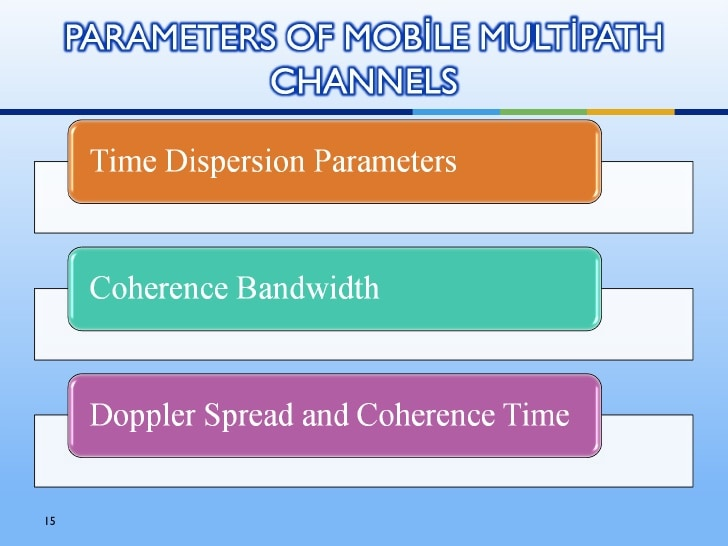 PARAMETERS OF MOBİLE MULTİPATH
CHANNELS
Time Dispersion Parameters
Coherence Bandwidth
Doppler Spread and Coherence Time
15